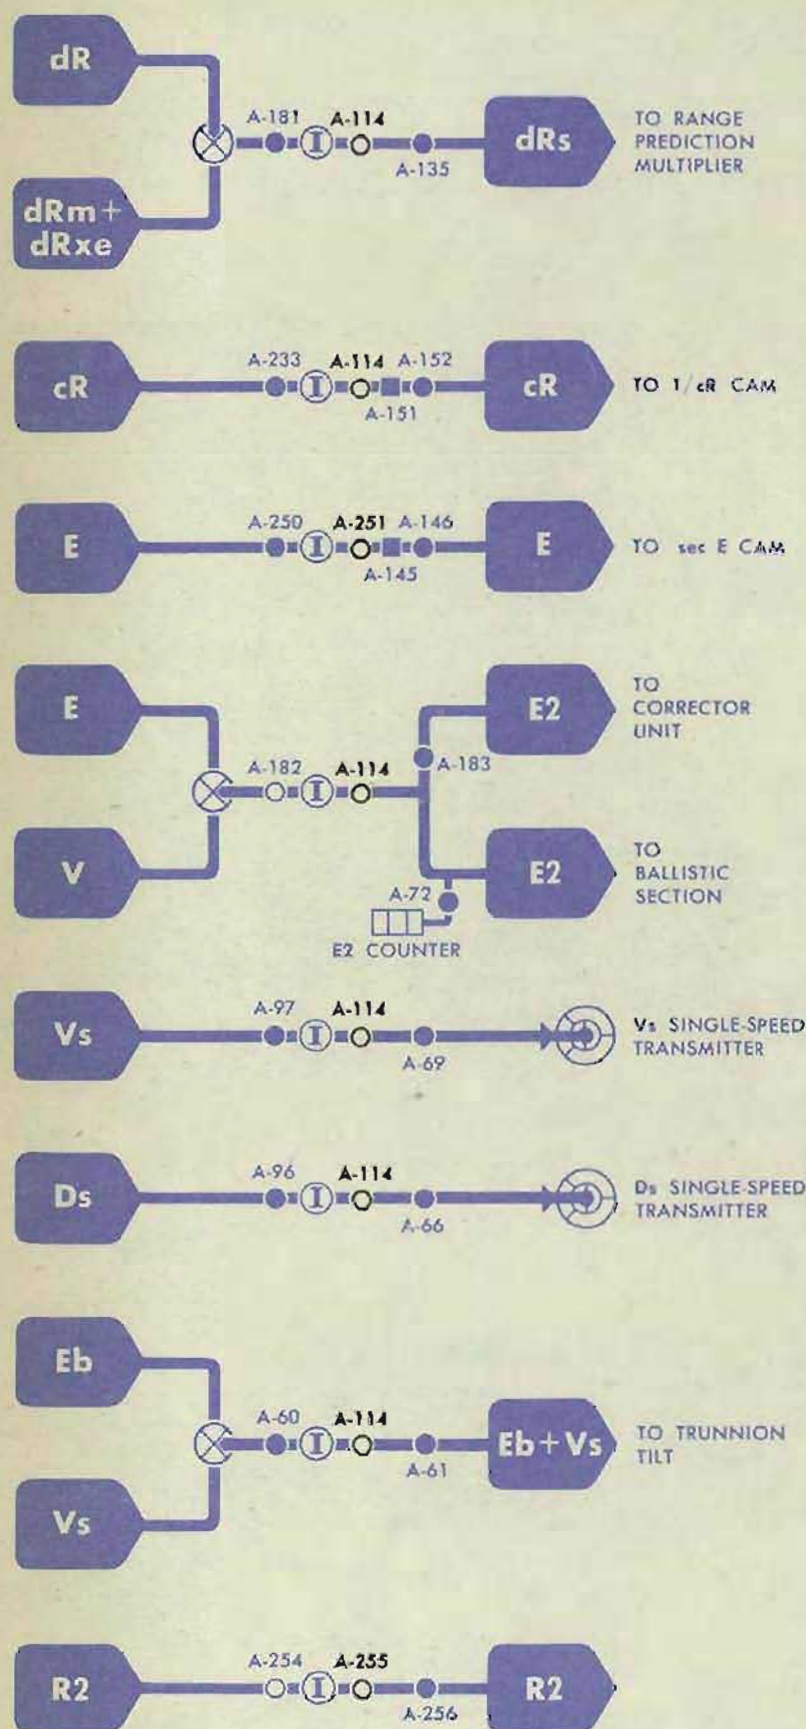 dR
A-181
A-114
A-135
dRs
TO RANGE
PREDICTION
MULTIPLIER
dRm+
dRxe
cR
A-233
I
A-114
A-152
A-151
cR
TO 1/cR CAM
E
A-250
I
A-251
A-146
A-145
E
TO sec E CAM
E
V
A-182
I
A-114
A-183
E2
TO
CORRECTOR
UNIT
A-72
E2 COUNTER
E2
TO
BALLISTIC
SECTION
Vs
A-97
I
A-114
A-69
Vs SINGLE-SPEED
TRANSMITTER
Ds
A-96
I
A-114
A-66
Ds SINGLE-SPEED
TRANSMITTER
Eb
Vs
A-60
I
A-114
A-61
Eb+Vs
TO TRUNNION
TILT
R2
A-254
I
A-255
A-256
R2